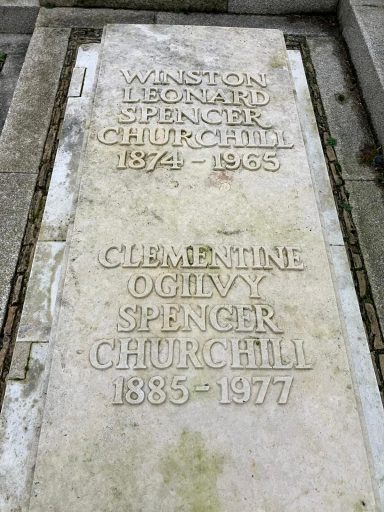 WINSTON
LEONARD
SPENCER
CHURCHILL
1874 - 1965
CLEMENTINE
OGILVY
SPENCER
CHURCHILL
1885 - 1977